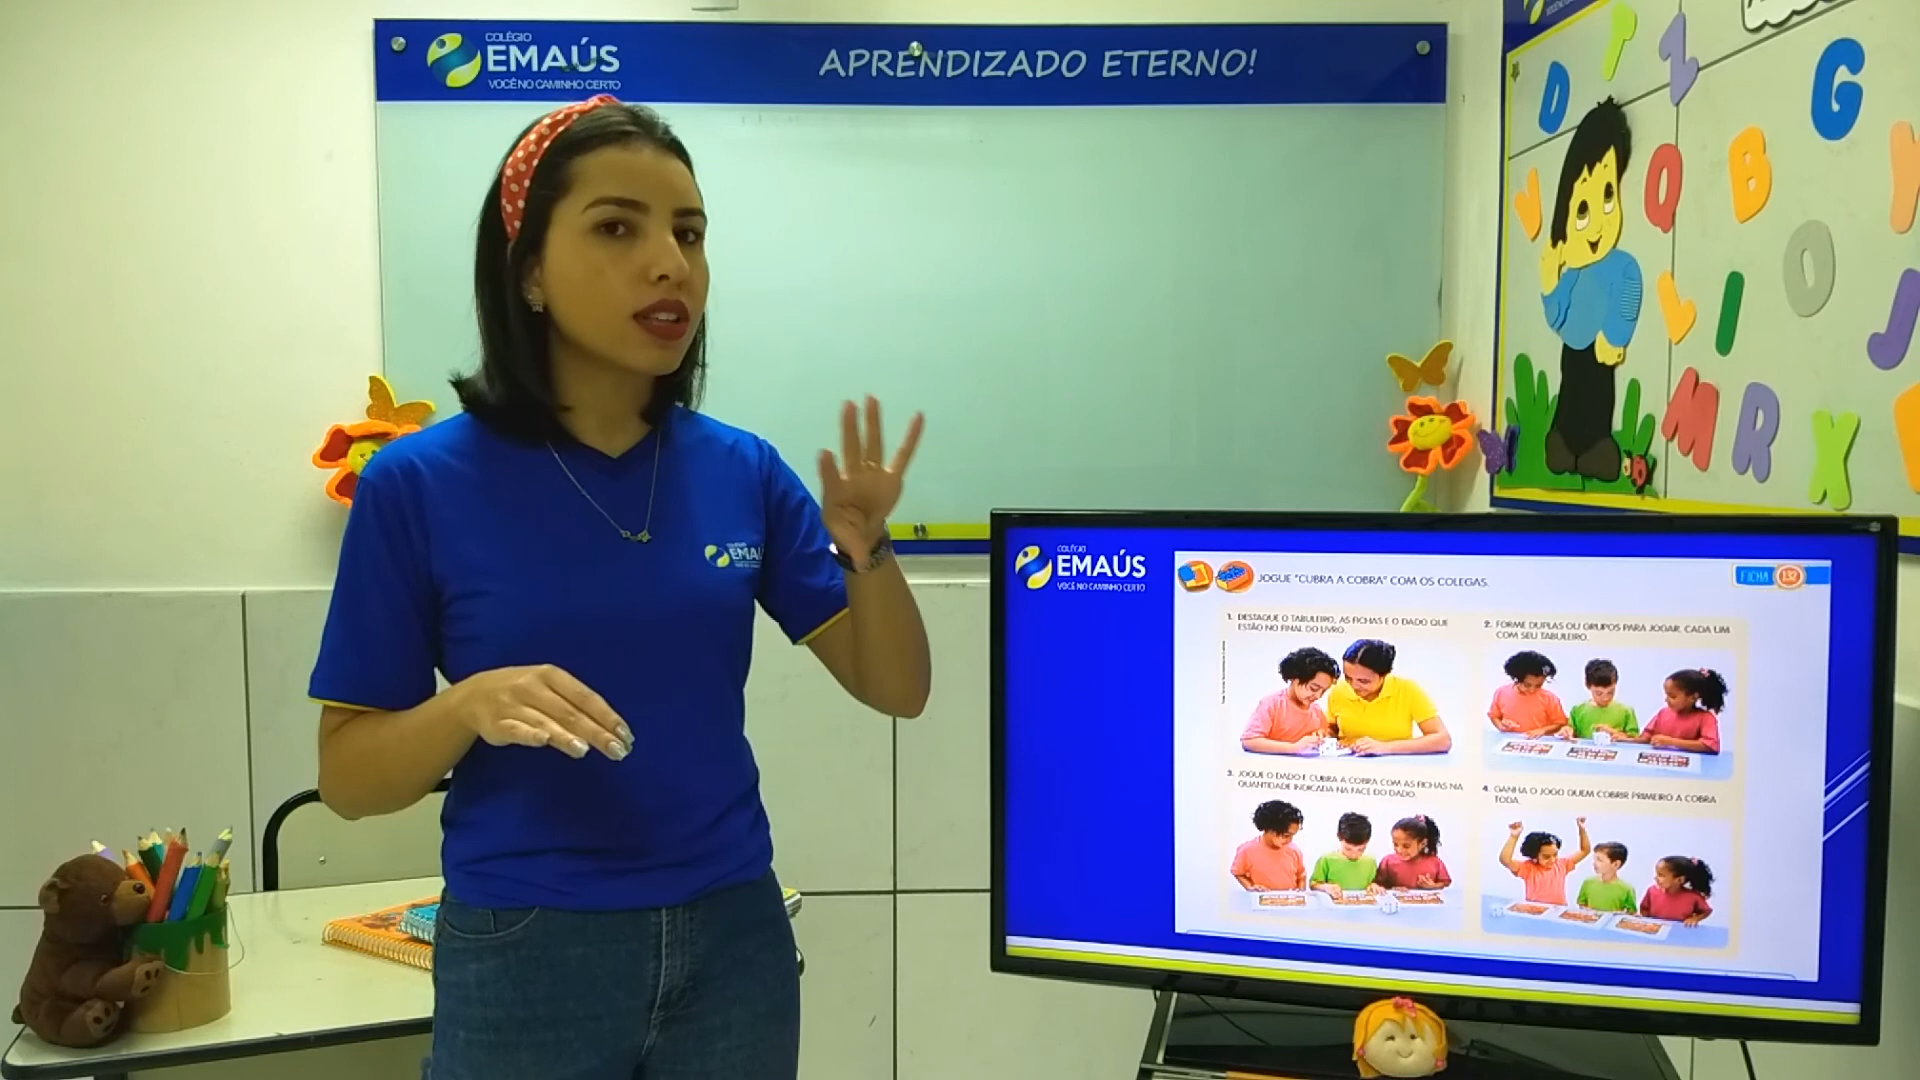 COLÉGIO
EMAÚS
VOCÊ NO CAMINHO CERTO
APRENDIZADO ETERNO!
T
Z
D
G
V
Q
B
Y
O
L
I
J
M
R
X
COLÉGIO
EMAÚS
COLÉGIO
EMAÚS
VOCÊ NO CAMINHO CERTO
JOGUE "CUBRA A COBRA" COM OS COLEGAS.
FICHA 132
1. DESTAQUE O TABULEIRO, AS FICHAS E O DADO QUE
ESTÃO NO FINAL DO LIVRO.
2. FORME DUPLAS OU GRUPOS PARA JOGAR, CADA UM
COM SEU TABULEIRO.
3. JOGUE O DADO E CUBRA A COBRA COM AS FICHAS NA
QUANTIDADE INDICADA NA FACE DO DADO.
4. GANHA O JOGO QUEM COBRIR PRIMEIRO A COBRA
TODA.